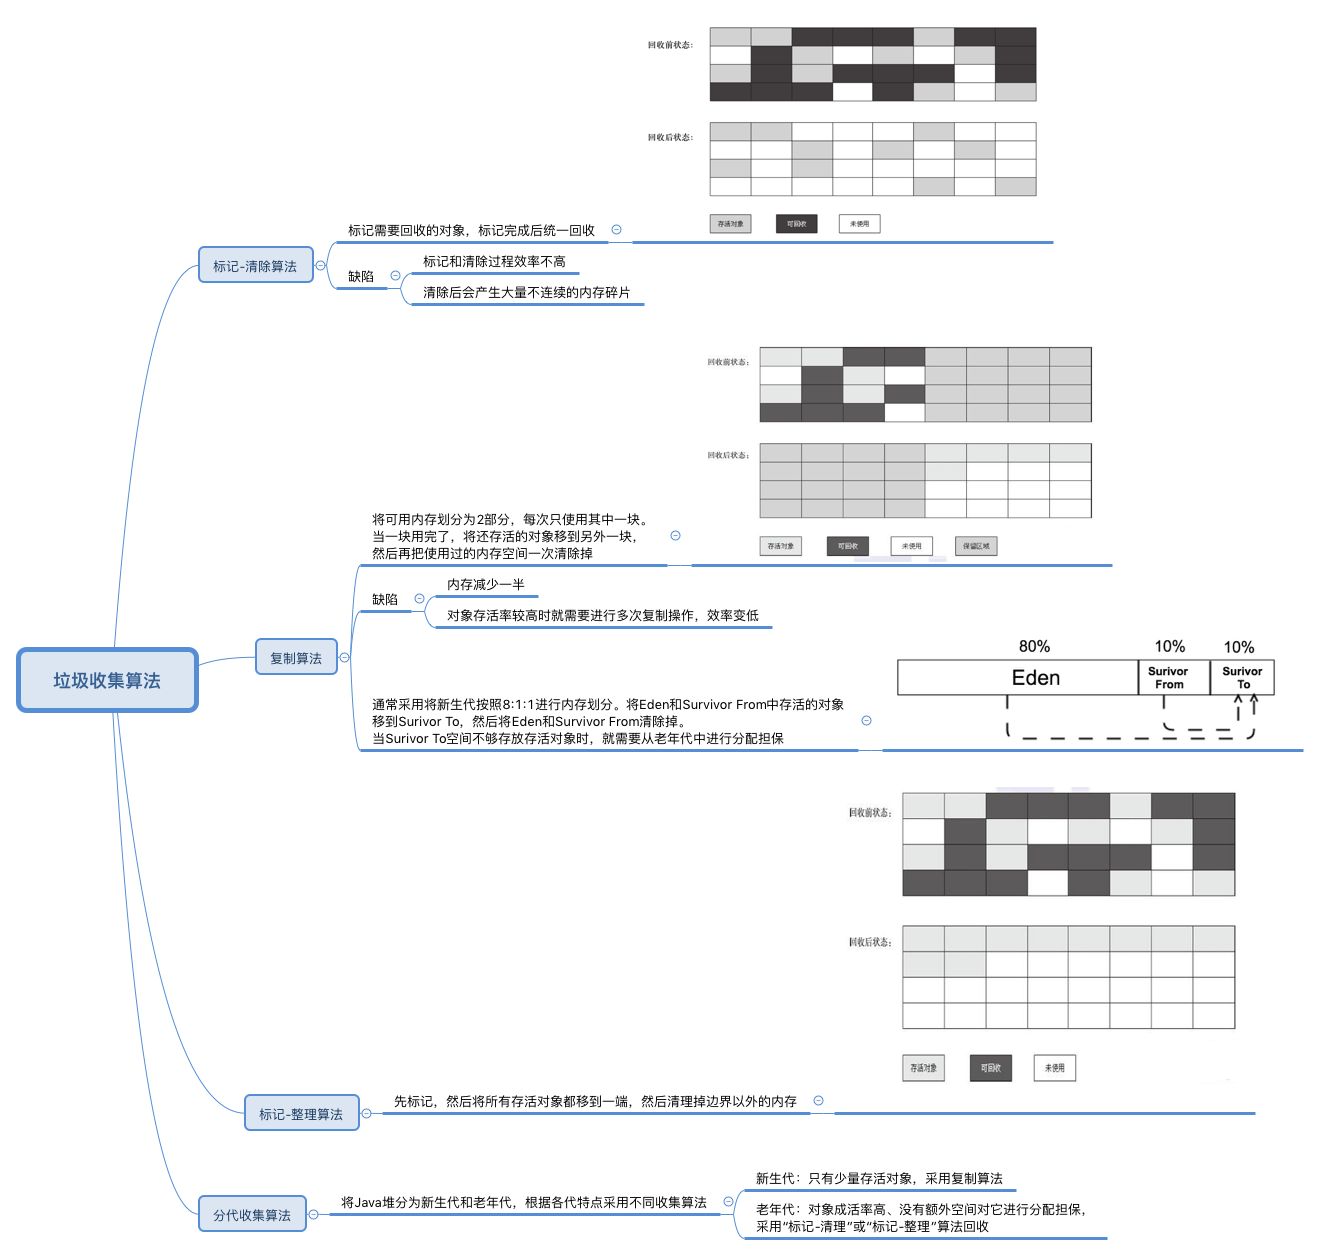 垃圾收集算法
标记-清除算法
标记需要回收的对象，标记完成后统一回收
回收前状态：
回收后状态：
存活对象
可回收
未使用
缺陷
标记和清除过程效率不高
清除后会产生大量不连续的内存碎片
复制算法
将可用内存划分为2部分，每次只使用其中一块。
当一块用完了，将还存活的对象移到另外一块，
然后再把使用过的内存空间一次清除掉
回收前状态：
回收后状态：
存活对象
可回收
未使用
保留区域
缺陷
内存减少一半
对象存活率较高时就需要进行多次复制操作，效率变低
通常采用将新生代按照8:1:1进行内存划分。将Eden和Survivor From中存活的对象
移到Surivor To，然后将Eden和Survivor From清除掉。
当Surivor To空间不够存放存活对象时，就需要从老年代中进行分配担保
80%
10%
10%
Eden
Surivor
From
Surivor
To
标记-整理算法
先标记，然后将所有存活对象都移到一端，然后清理掉边界以外的内存
回收前状态：
回收后状态：
存活对象
可回收
未使用
分代收集算法
将Java堆分为新生代和老年代，根据各代特点采用不同收集算法
新生代：只有少量存活对象，采用复制算法
老年代：对象成活率高、没有额外空间对它进行分配担保，
采用“标记-清理”或“标记-整理”算法回收